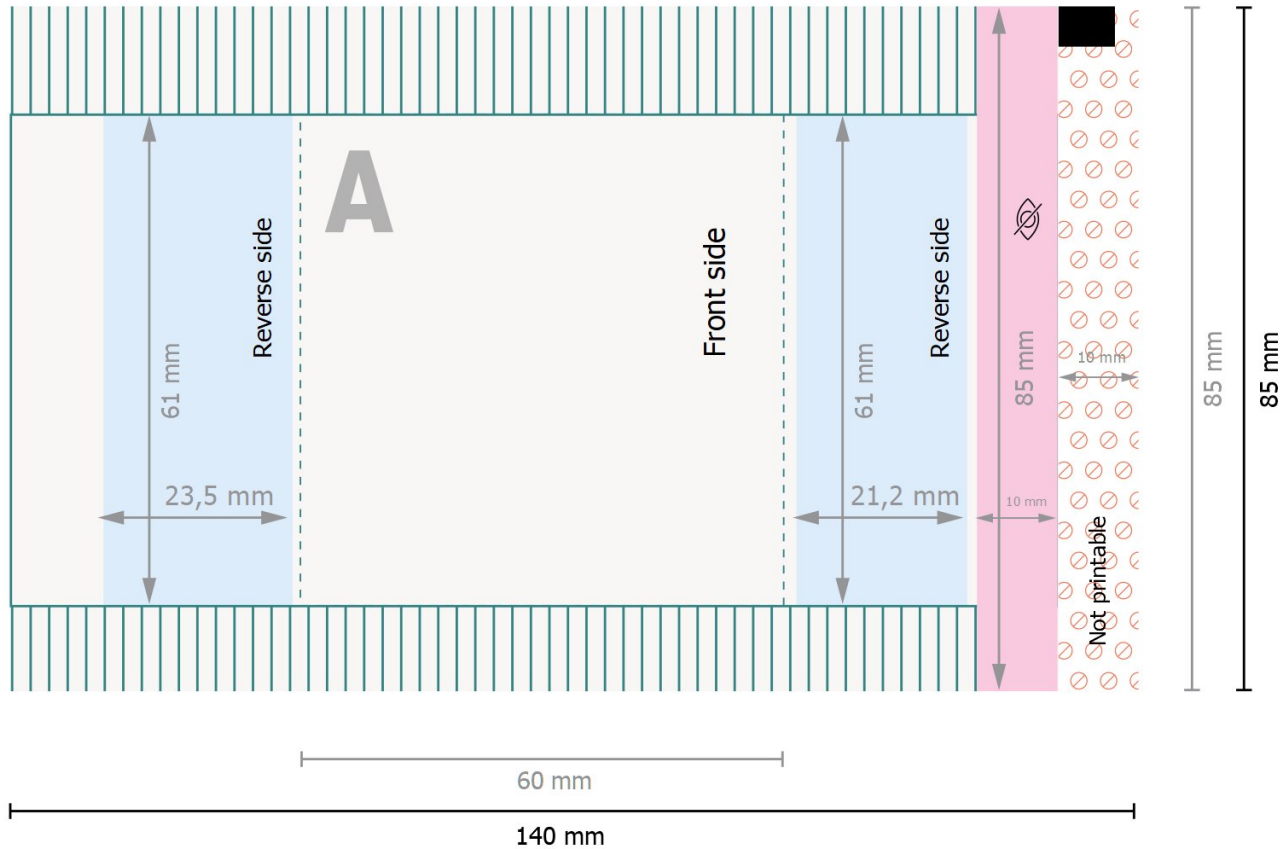 A
Reverse side
Front side
Reverse side
61 mm
61 mm
85 mm
10 mm
85 mm
85 mm
23,5 mm
21,2 mm
10 mm
Not printable
60 mm
140 mm